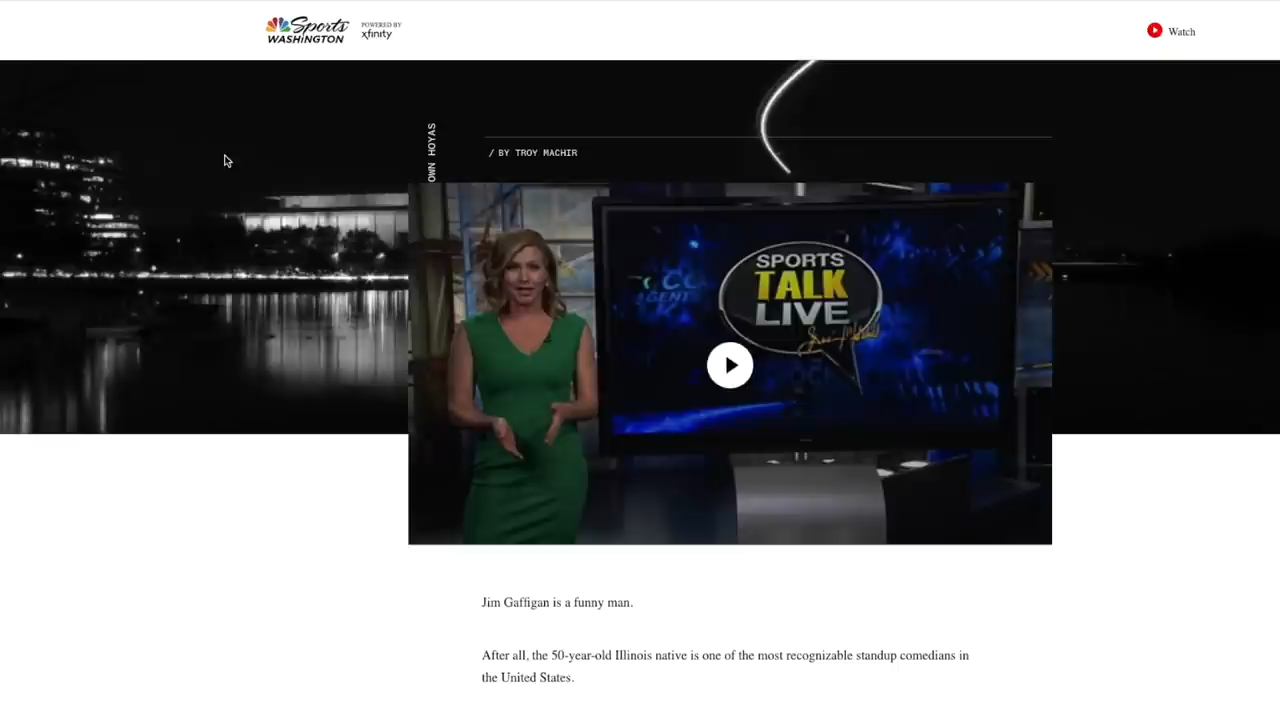 Sports
WASHINGTON
POWERED BY
xfinity
Watch
OWN HOYAS
/ BY TROY MACHIR
SPORTS
TALK
LIVE
Jim Gaffigan is a funny man.
After all, the 50-year-old Illinois native is one of the most recognizable standup comedians in
the United States.